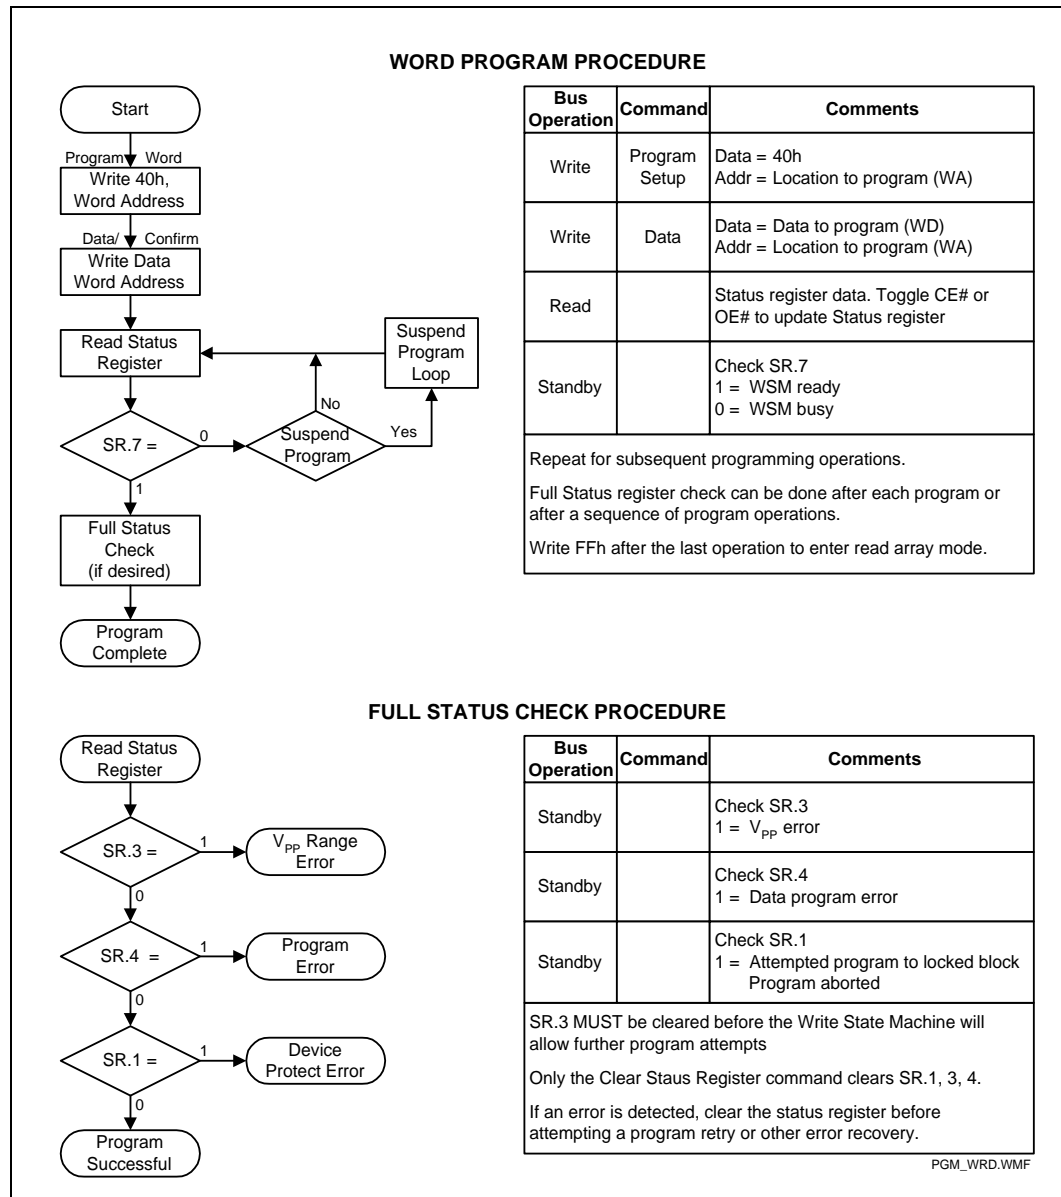 WORD PROGRAM PROCEDURE
Start
Program Word
Write 40h,
Word Address
Data/ Confirm
Write Data
Word Address
Read Status
Register
Suspend
Program
Loop
No
SR.7 =
0
Suspend
Program
Yes
1
Full Status
Check
(if desired)
Program
Complete
Bus
Operation
Command
Comments
Write
Program
Setup
Data = 40h
Addr = Location to program (WA)
Write
Data
Data = Data to program (WD)
Addr = Location to program (WA)
Read
Status register data. Toggle CE# or
OE# to update Status register
Standby
Check SR.7
1 = WSM ready
0 = WSM busy
Repeat for subsequent programming operations.
Full Status register check can be done after each program or
after a sequence of program operations.
Write FFh after the last operation to enter read array mode.
FULL STATUS CHECK PROCEDURE
Read Status
Register
SR.3 =
1
VPP Range
Error
0
SR.4 =
1
Program
Error
0
SR.1 =
1
Device
Protect Error
0
Program
Successful
Bus
Operation
Command
Comments
Standby
Check SR.3
1 = VPP error
Standby
Check SR.4
1 = Data program error
Standby
Check SR.1
1 = Attempted program to locked block
Program aborted
SR.3 MUST be cleared before the Write State Machine will
allow further program attempts
Only the Clear Staus Register command clears SR.1, 3, 4.
If an error is detected, clear the status register before
attempting a program retry or other error recovery.
PGM_WRD.WMF